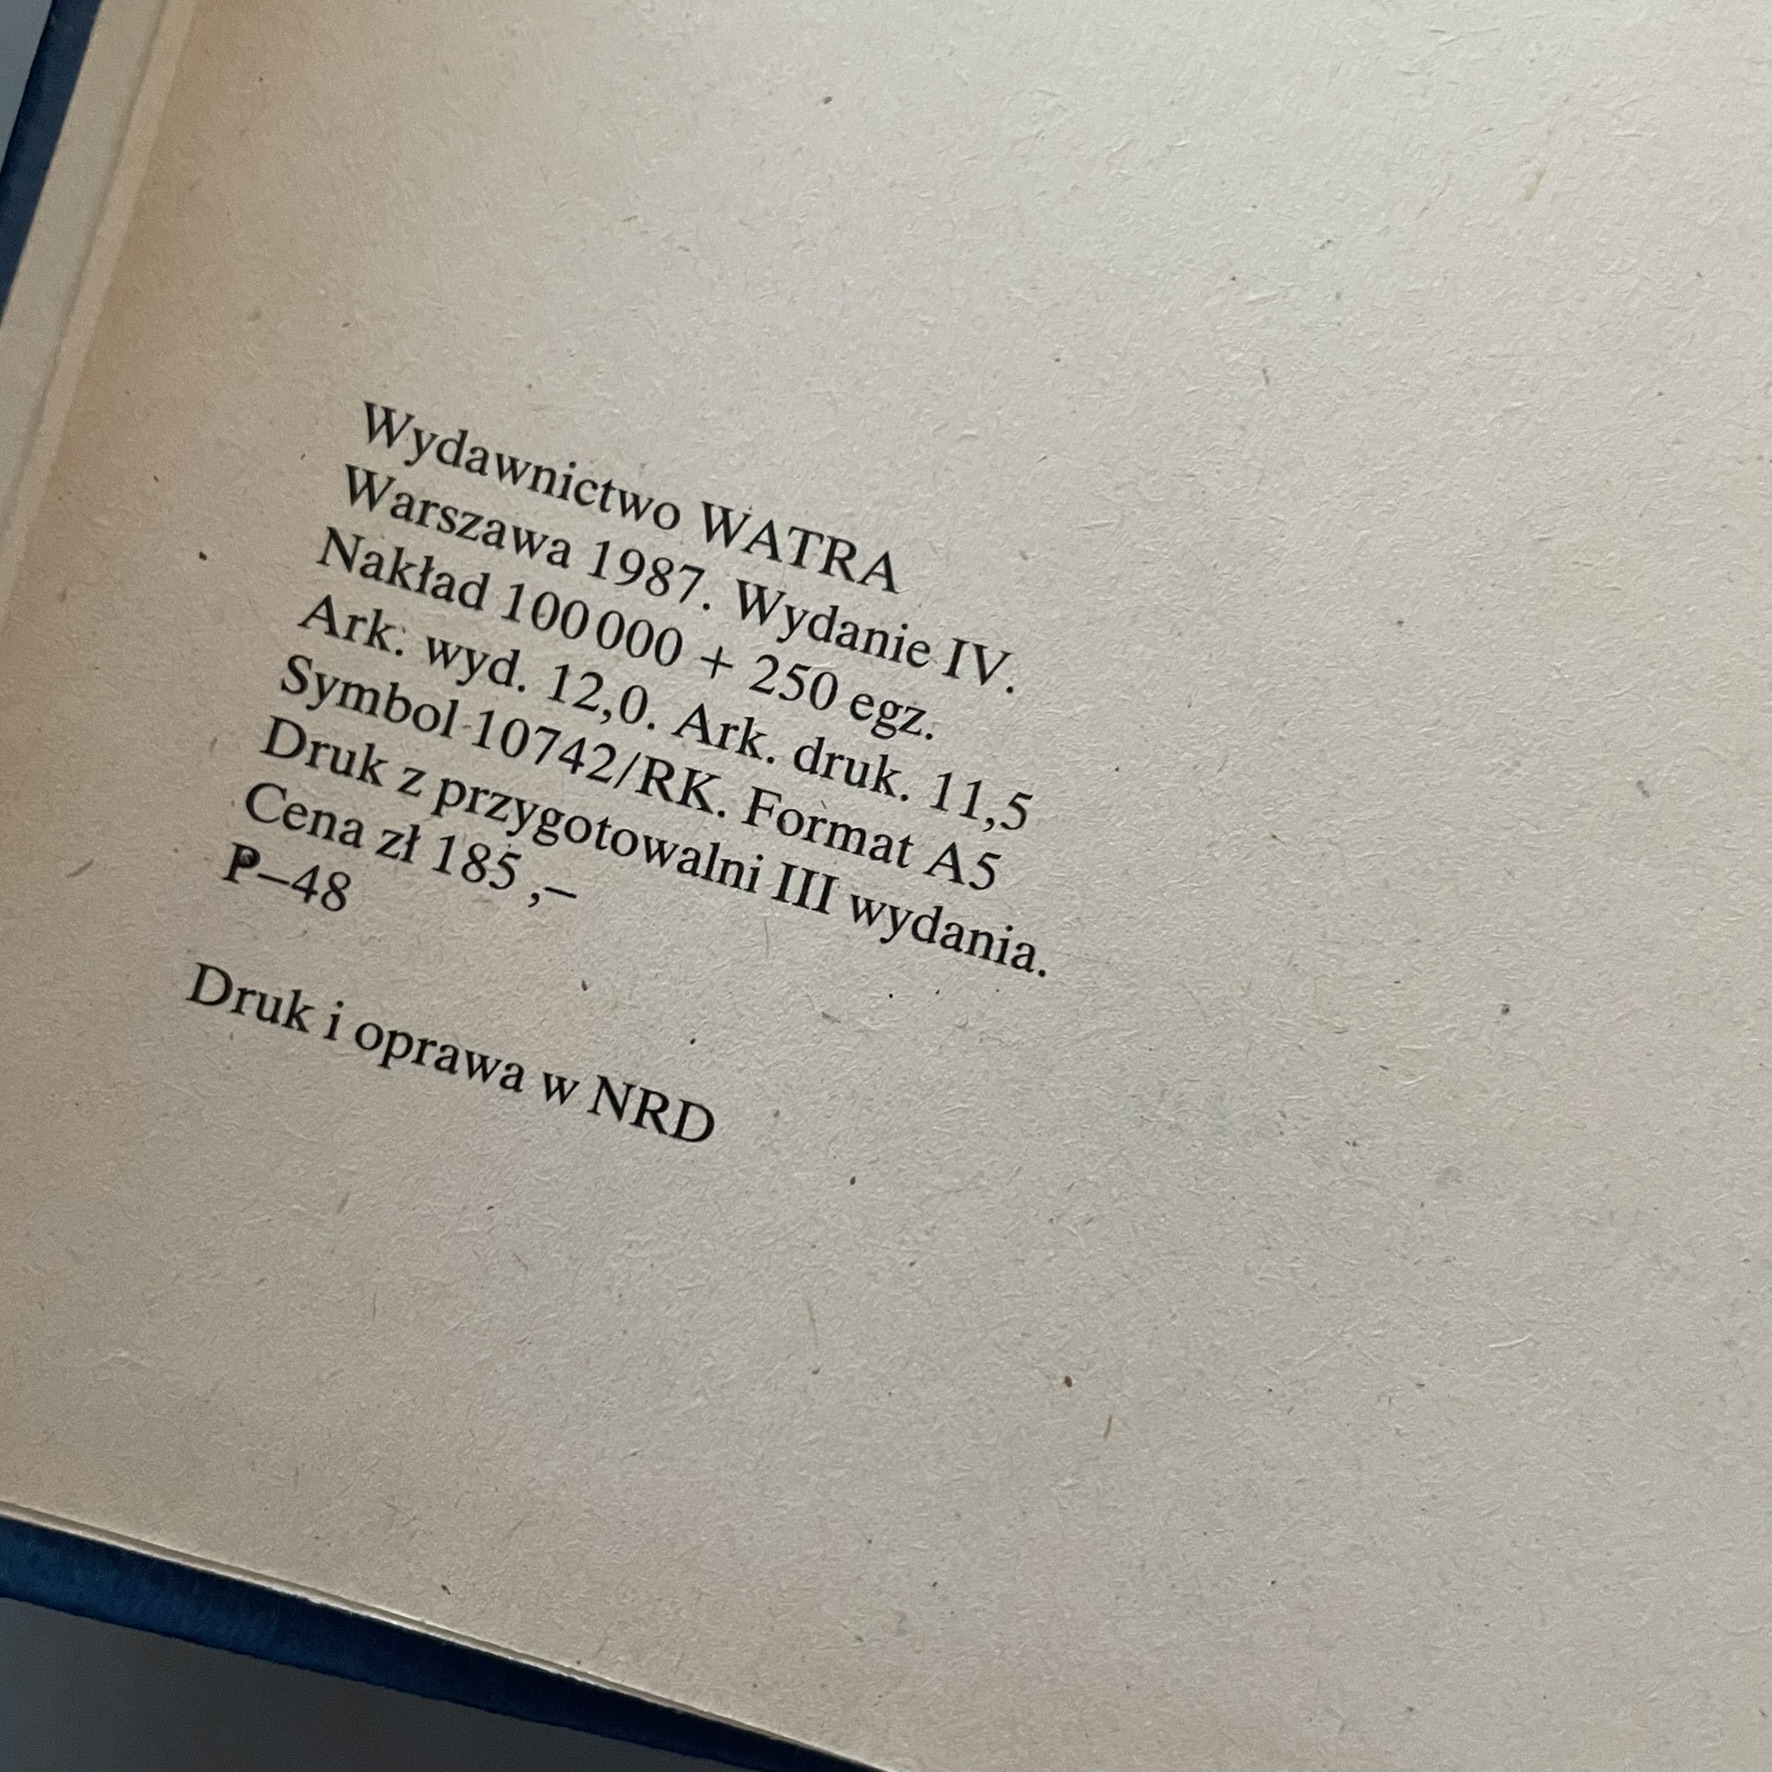 Wydawnictwo WATRA
Warszawa 1987. Wydanie IV.
Nakład 100 000 + 250 egz.
Ark. wyd. 12,0. Ark. druk. 11,5
Symbol 10742/RK. Format A5
Druk z przygotowalni III wydania.
Cena zł 185 ,–
P–48
Druk i oprawa w NRD